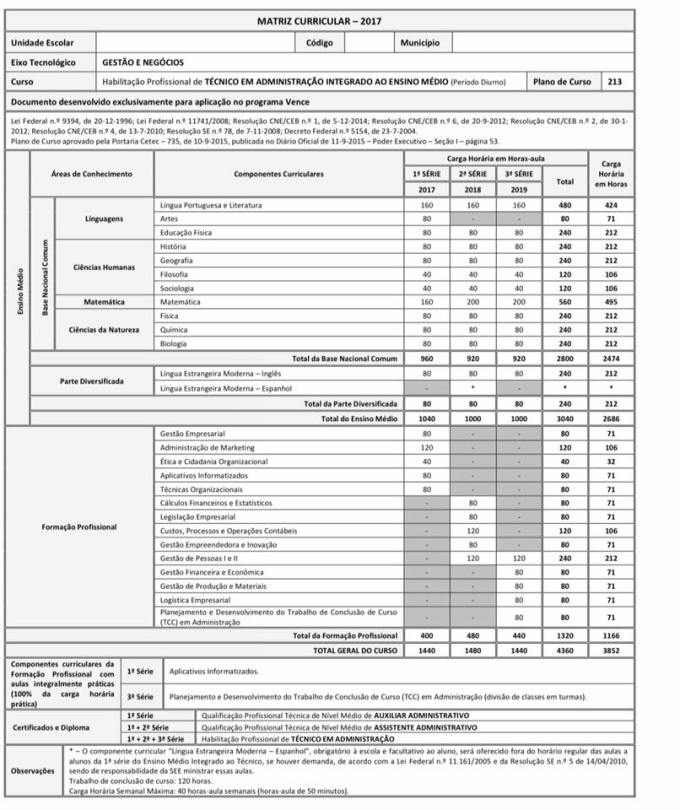 MATRIZ CURRICULAR – 2017
Unidade Escolar Código Município
Eixo Tecnológico GESTÃO E NEGÓCIOS
Curso Habilitação Profissional de TÉCNICO EM ADMINISTRAÇÃO INTEGRADO AO ENSINO MÉDIO (Período Diurno) Plano de Curso 213
Documento desenvolvido exclusivamente para aplicação no programa Vence
Lei Federal n.º 9394, de 20-12-1996; Lei Federal n.º 11741/2008; Resolução CNE/CEB n.º 1, de 5-12-2014; Resolução CNE/CEB n.º 6, de 20-9-2012; Resolução CNE/CEB n.º 2, de 30-1-
2012; Resolução CNE/CEB n.º 4, de 13-7-2010; Resolução SE n.º 78, de 7-11-2008; Decreto Federal n.º 5154, de 23-7-2004.
Plano de Curso aprovado pela Portaria Cetec – 735, de 10-9-2015, publicada no Diário Oficial de 11-9-2015 – Poder Executivo – Seção I – página 53.
Áreas de Conhecimento Componentes Curriculares Carga Horária em Horas-aula Carga Horária em Horas
1ª SÉRIE 2ª SÉRIE 3ª SÉRIE Total
2017 2018 2019
Ensino Médio
Base Nacional Comum
Linguagens
Língua Portuguesa e Literatura 160 160 160 480 424
Artes 80 - - 80 71
Educação Física 80 80 80 240 212
Ciências Humanas
História 80 80 80 240 212
Geografia 80 80 80 240 212
Filosofia 40 40 40 120 106
Sociologia 40 40 40 120 106
Matemática Matemática 160 200 200 560 495
Ciências da Natureza
Física 80 80 80 240 212
Química 80 80 80 240 212
Biologia 80 80 80 240 212
Total da Base Nacional Comum 960 920 920 2800 2474
Parte Diversificada
Língua Estrangeira Moderna – Inglês 80 80 80 240 212
Língua Estrangeira Moderna – Espanhol - * - * *
Total da Parte Diversificada 80 80 80 240 212
Total do Ensino Médio 1040 1000 1000 3040 2686
Formação Profissional
Gestão Empresarial 80 - - 80 71
Administração de Marketing 120 - - 120 106
Ética e Cidadania Organizacional 40 - - 40 32
Aplicativos Informatizados 80 - - 80 71
Técnicas Organizacionais 80 - - 80 71
Cálculos Financeiros e Estatísticos - 80 - 80 71
Legislação Empresarial - 80 - 80 71
Custos, Processos e Operações Contábeis - 120 - 120 106
Gestão Empreendedora e Inovação - 80 - 80 71
Gestão de Pessoas I e II - 120 120 240 212
Gestão Financeira e Econômica - - 80 80 71
Gestão de Produção e Materiais - - 80 80 71
Logística Empresarial - - 80 80 71
Planejamento e Desenvolvimento do Trabalho de Conclusão de Curso
(TCC) em Administração - - 80 80 71
Total da Formação Profissional 400 480 440 1320 1166
TOTAL GERAL DO CURSO 1440 1480 1440 4360 3852
Componentes curriculares da
Formação Profissional com
aulas integralmente práticas
(100% da carga horária
prática)
1ª Série Aplicativos Informatizados.
3ª Série Planejamento e Desenvolvimento do Trabalho de Conclusão de Curso (TCC) em Administração (divisão de classes em turmas).
Certificados e Diploma
1ª Série Qualificação Profissional Técnica de Nível Médio de AUXILIAR ADMINISTRATIVO
1ª + 2ª Série Qualificação Profissional Técnica de Nível Médio de ASSISTENTE ADMINISTRATIVO
1ª + 2ª + 3ª Série Habilitação Profissional de TÉCNICO EM ADMINISTRAÇÃO
Observações
* – O componente curricular "Língua Estrangeira Moderna – Espanhol", obrigatório à escola e facultativo ao aluno, será oferecido fora do horário regular das aulas a
alunos da 1ª série do Ensino Médio Integrado ao Técnico, se houver demanda, de acordo com a Lei Federal n.º 11.161/2005 e da Resolução SE n.º 5 de 14/04/2010,
sendo de responsabilidade da SEE ministrar essas aulas.
Trabalho de conclusão de curso: 120 horas.
Carga Horária Semanal Máxima: 40 horas-aula semanais (horas-aula de 50 minutos).